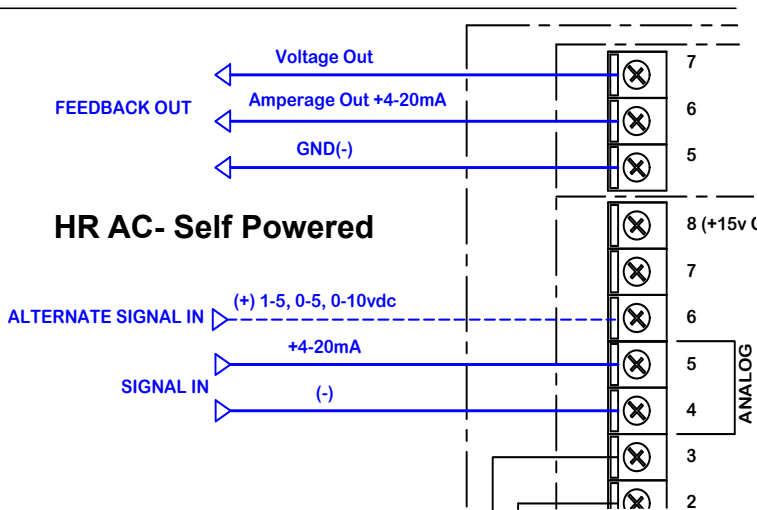 Voltage Out
7
FEEDBACK OUT
Amperage Out +4-20mA
6
GND(-)
5
HR AC- Self Powered
8 (+15v
7
ALTERNATE SIGNAL IN
(+) 1-5, 0-5, 0-10vdc
6
+4-20mA
5
ANALOG
SIGNAL IN
(-)
4
3
2